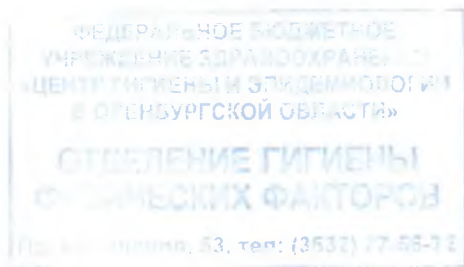 ФЕДЕРАЛЬНОЕ БЮДЖЕТНОЕ
УЧРЕЖДЕНИЕ ЗДРАВООХРАНЕНИЯ
«ЦЕНТР ГИГИЕНЫ И ЭПИДЕМИОЛОГИИ
В ОРЕНБУРГСКОЙ ОБЛАСТИ»
ОТДЕЛЕНИЕ ГИГИЕНЫ
ФИЗИЧЕСКИХ ФАКТОРОВ
53, тел: (3532)